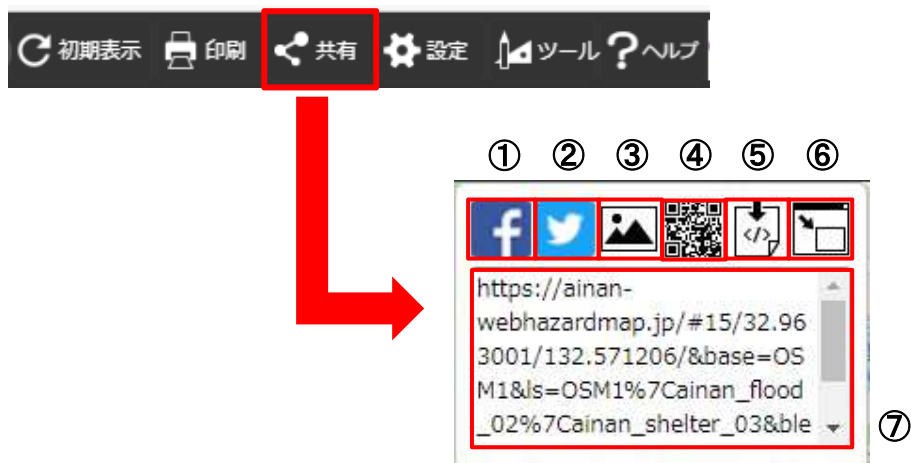 初期表示 印刷 共有 設定 ツール ヘルプ
① ② ③ ④ ⑤ ⑥
</>
https://ainan-
webhazardmap.jp/#15/32.96
3001/132.571206/&base=OS
M1&ls=OSM1%7Cainan_flood
_02%7Cainan_shelter_03&ble
⑦